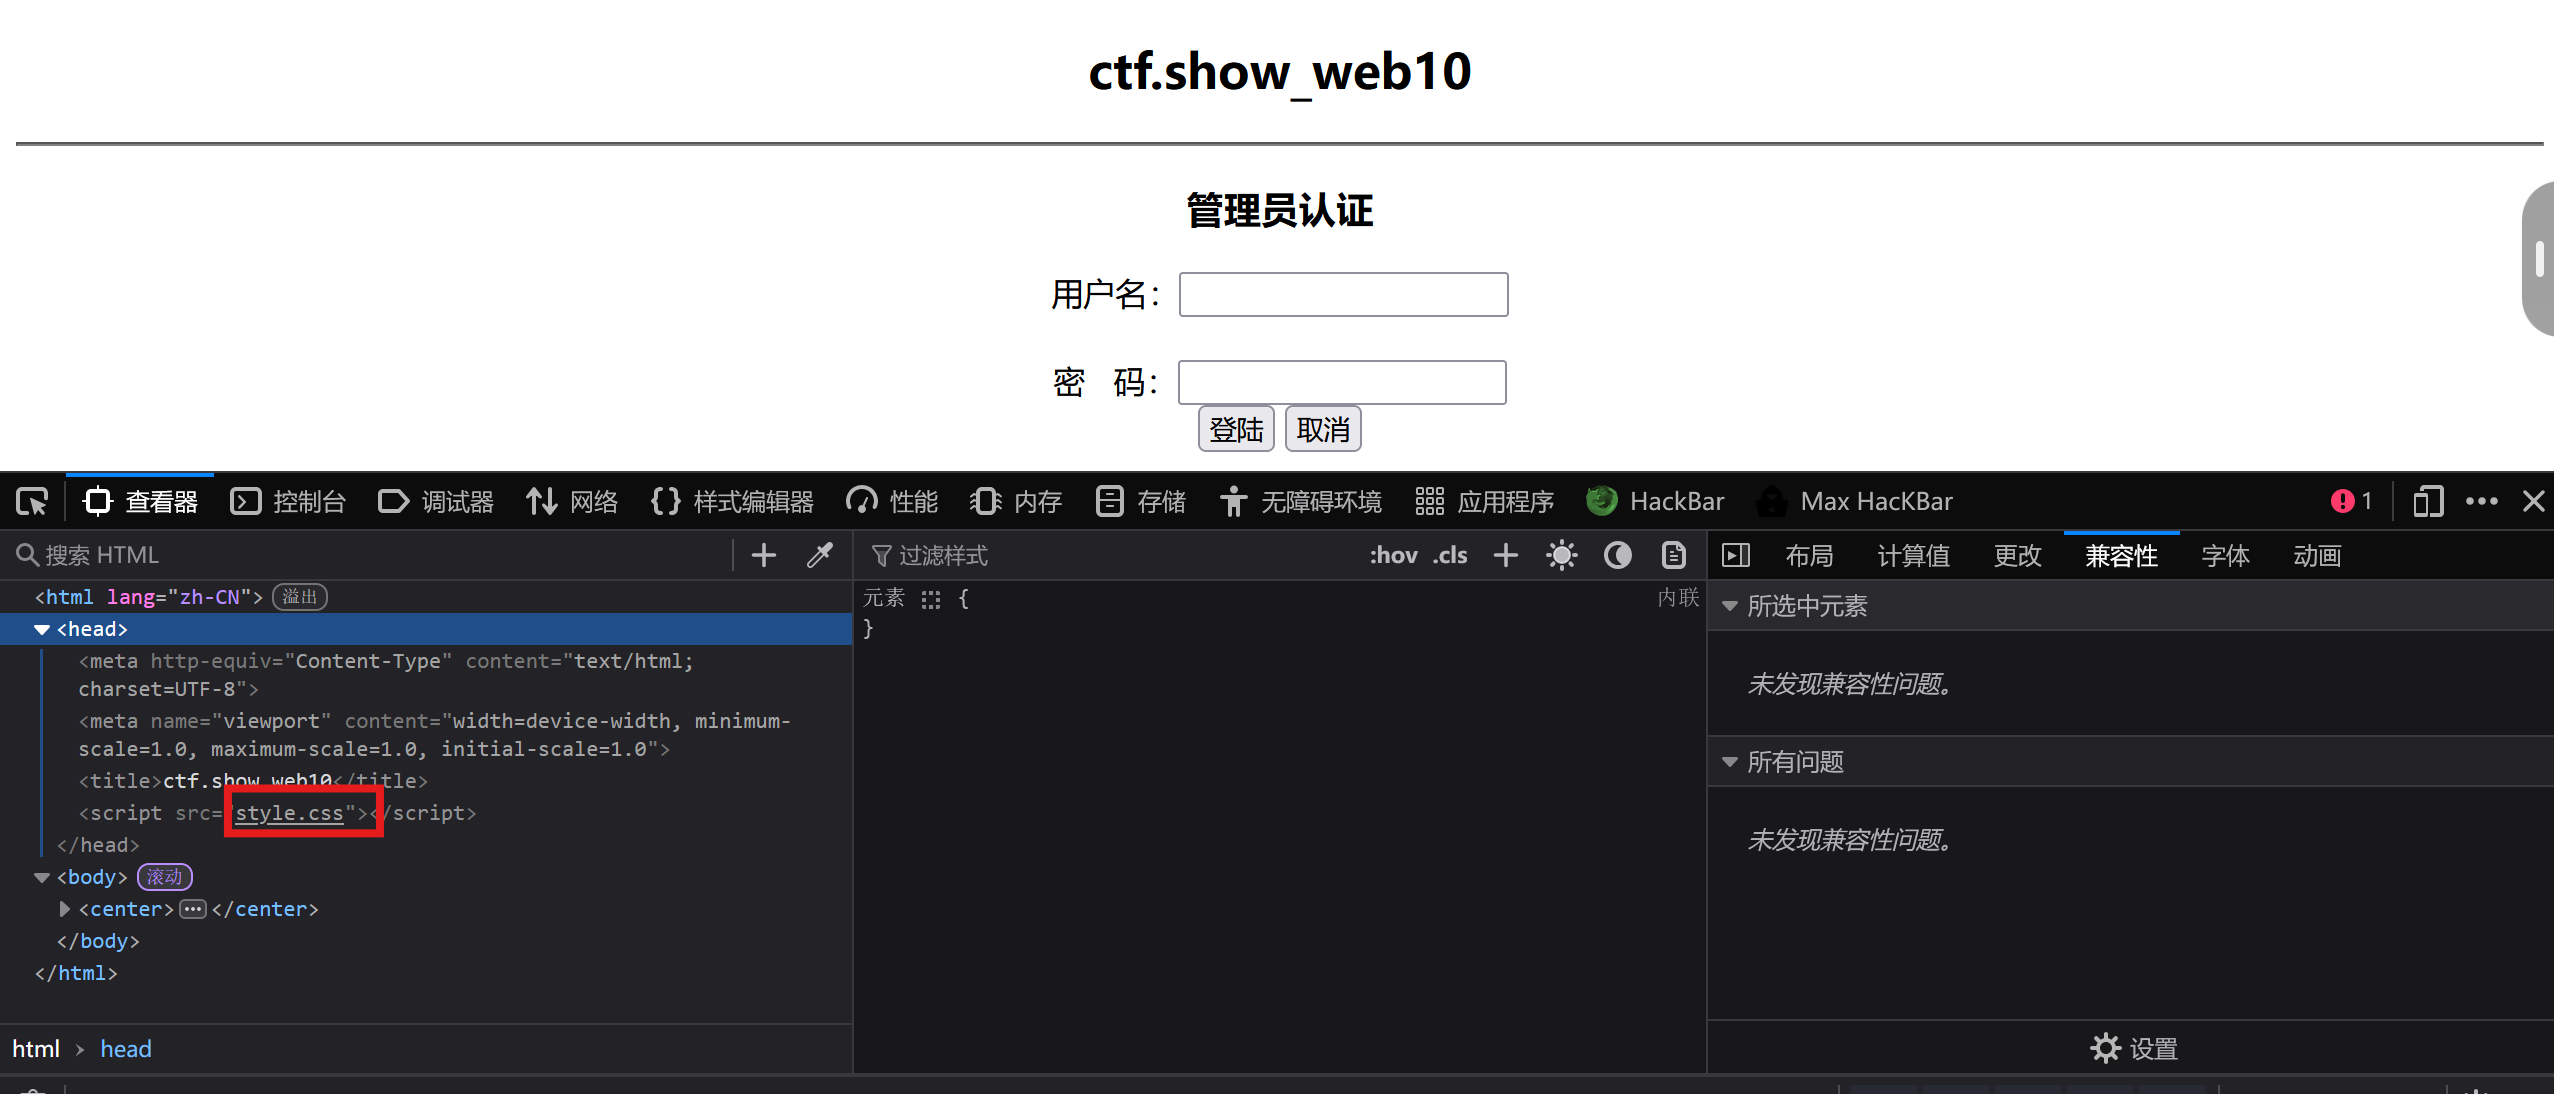 ctf.show_web10
管理员认证
用户名：
密 码：
登陆 取消
查看器 控制台 调试器 网络 样式编辑器 性能 内存 存储 无障碍环境 应用程序 HackBar Max HacKBar 1
搜索 HTML
过滤样式 :hov .cls
布局 计算值 更改 兼容性 字体 动画
<html lang="zh-CN"> 溢出
<head>
<meta http-equiv="Content-Type" content="text/html;
charset=UTF-8">
<meta name="viewport" content="width=device-width, minimum-
scale=1.0, maximum-scale=1.0, initial-scale=1.0">
<title>ctf.show_web10</title>
<script src="style.css"></script>
</head>
<body> 滚动
<center> ••• </center>
</body>
</html>
html › head
元素 { 内联
}
所选中元素
未发现兼容性问题。
所有问题
未发现兼容性问题。
设置